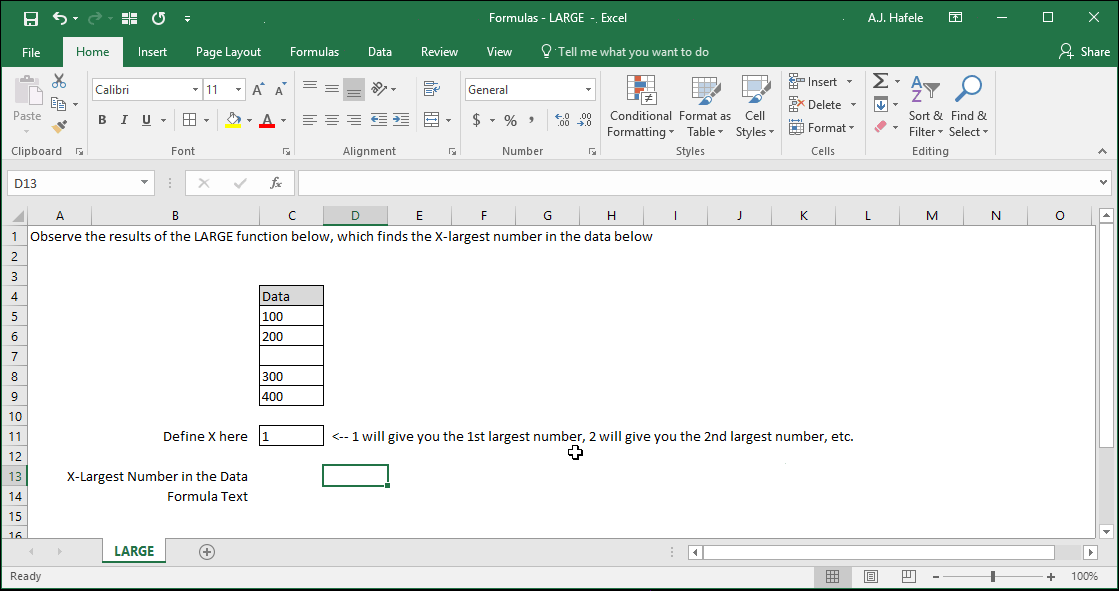 Formulas - LARGE - Excel
A.J. Hafele
File Home Insert Page Layout Formulas Data Review View Tell me what you want to do Share
Paste
Calibri 11
B I U A
General
$ % ,
Conditional Formatting
Format as Table
Cell Styles
Insert
Delete
Format
Sort & Filter
Find & Select
Clipboard Font Alignment Number Styles Cells Editing
D13 fx
A B C D E F G H I J K L M N O
1 Observe the results of the LARGE function below, which finds the X-largest number in the data below
2
3
4 Data
5 100
6 200
7
8 300
9 400
10
11 Define X here 1 <-- 1 will give you the 1st largest number, 2 will give you the 2nd largest number, etc.
12
13 X-Largest Number in the Data
14 Formula Text
15
16
LARGE
Ready 100%